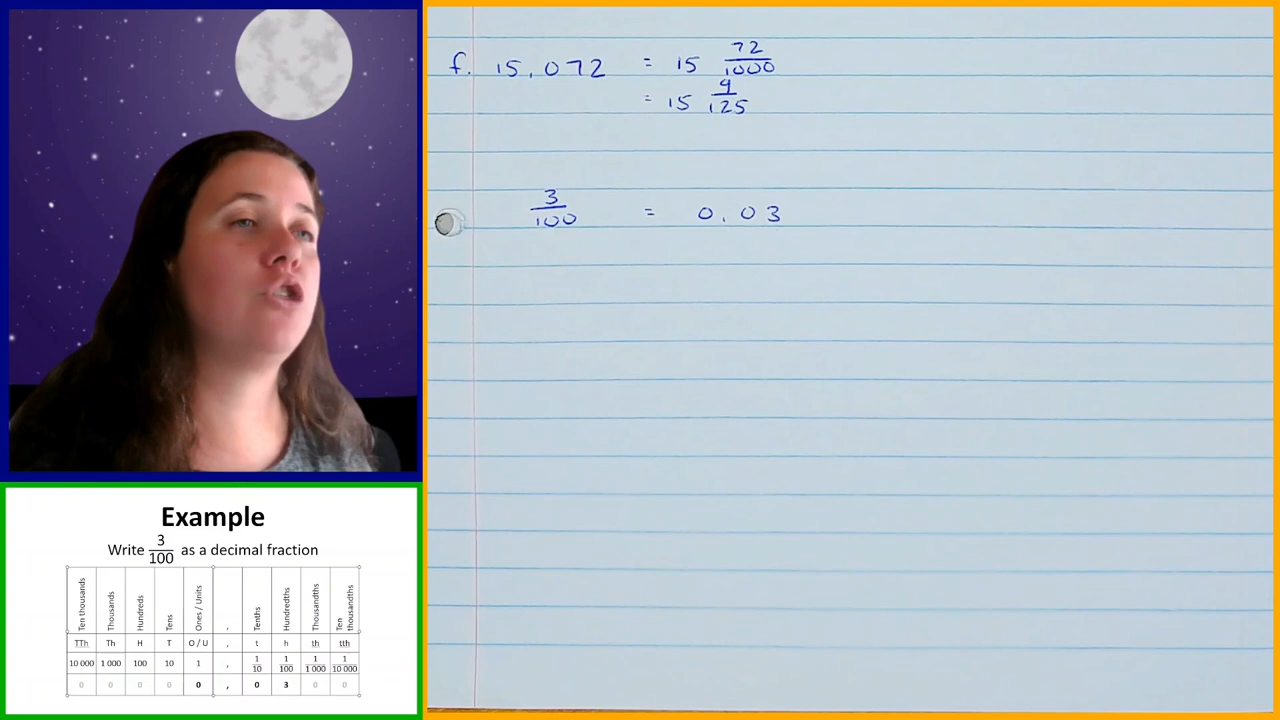 f. 15,072 = 15 72/1000
= 15 9/125
3/100 = 0,03
Example
Write 3/100 as a decimal fraction
Ten thousands Thousands Hundreds Tens Ones / Units , Tenths Hundredths Thousandths Ten thousandths
TTh Th H T O / U , t h th tth
10 000 1 000 100 10 1 , 1/10 1/100 1/1 000 1/10 000
0 0 0 0 0 , 0 3 0 0